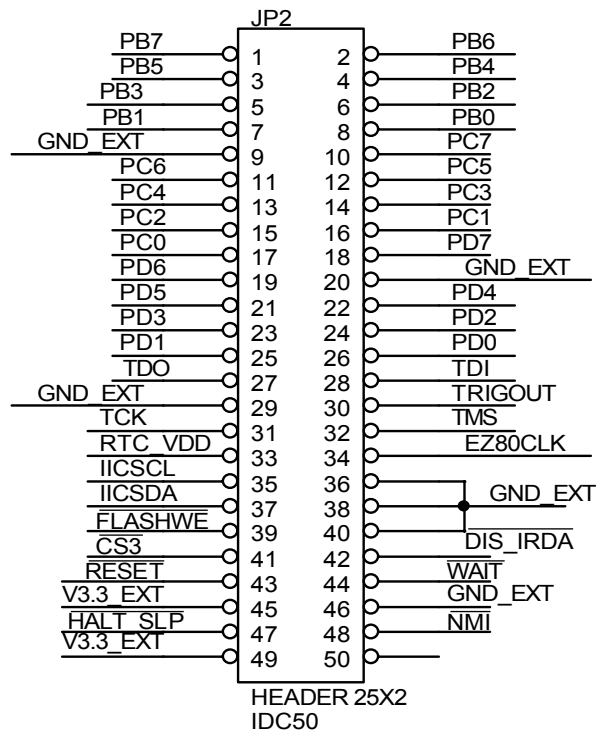 JP2
PB7 1 2 PB6
PB5 3 4 PB4
PB3 5 6 PB2
PB1 7 8 PB0
GND_EXT 9 10 PC7
PC6 11 12 PC5
PC4 13 14 PC3
PC2 15 16 PC1
PC0 17 18 PD7
PD6 19 20 GND_EXT
PD5 21 22 PD4
PD3 23 24 PD2
PD1 25 26 PD0
TDO 27 28 TDI
GND_EXT 29 30 TRIGOUT
TCK 31 32 TMS
RTC_VDD 33 34 EZ80CLK
IICSCL 35 36
IICSDA 37 38 GND_EXT
FLASHWE 39 40
CS3 41 42 DIS_IRDA
RESET 43 44 WAIT
V3.3_EXT 45 46 GND_EXT
HALT_SLP 47 48 NMI
V3.3_EXT 49 50
HEADER 25X2
IDC50